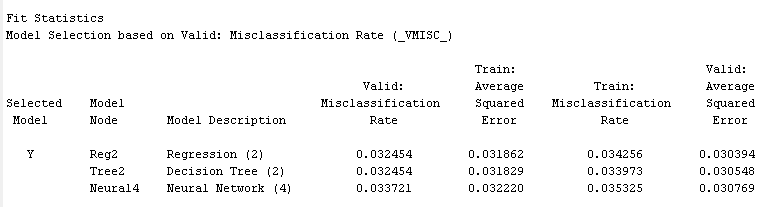 Fit Statistics
Model Selection based on Valid: Misclassification Rate (_VMISC_)
Train: Valid:
Valid: Average Train: Average
Selected Model Misclassification Squared Misclassification Squared
Model Node Model Description Rate Error Rate Error
Y Reg2 Regression (2) 0.032454 0.031862 0.034256 0.030394
Tree2 Decision Tree (2) 0.032454 0.031829 0.033973 0.030548
Neural4 Neural Network (4) 0.033721 0.032220 0.035325 0.030769